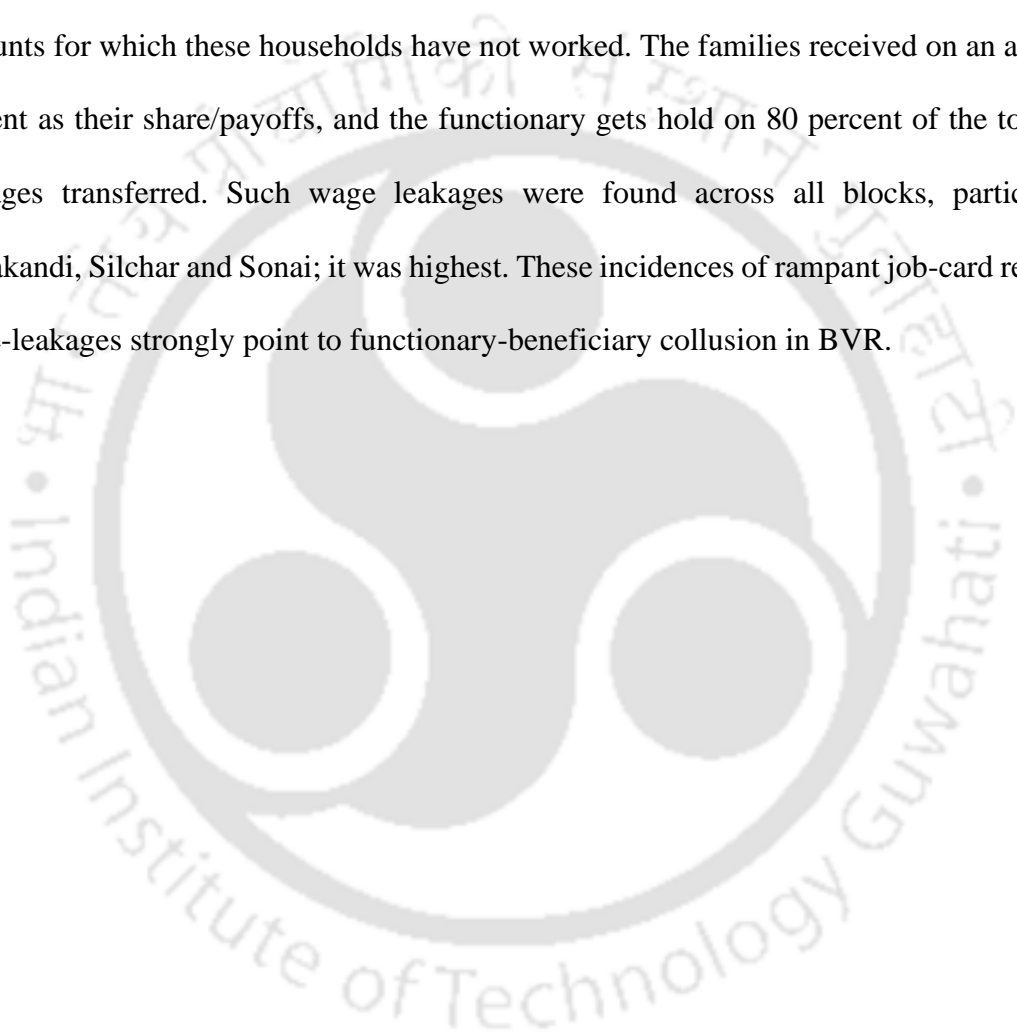 unts for which these households have not worked. The families received on an a
ent as their share/payoffs, and the functionary gets hold on 80 percent of the to
ges transferred. Such wage leakages were found across all blocks, partic
akandi, Silchar and Sonai; it was highest. These incidences of rampant job-card re
-leakages strongly point to functionary-beneficiary collusion in BVR.
Indian Institute of Technology Guwahati